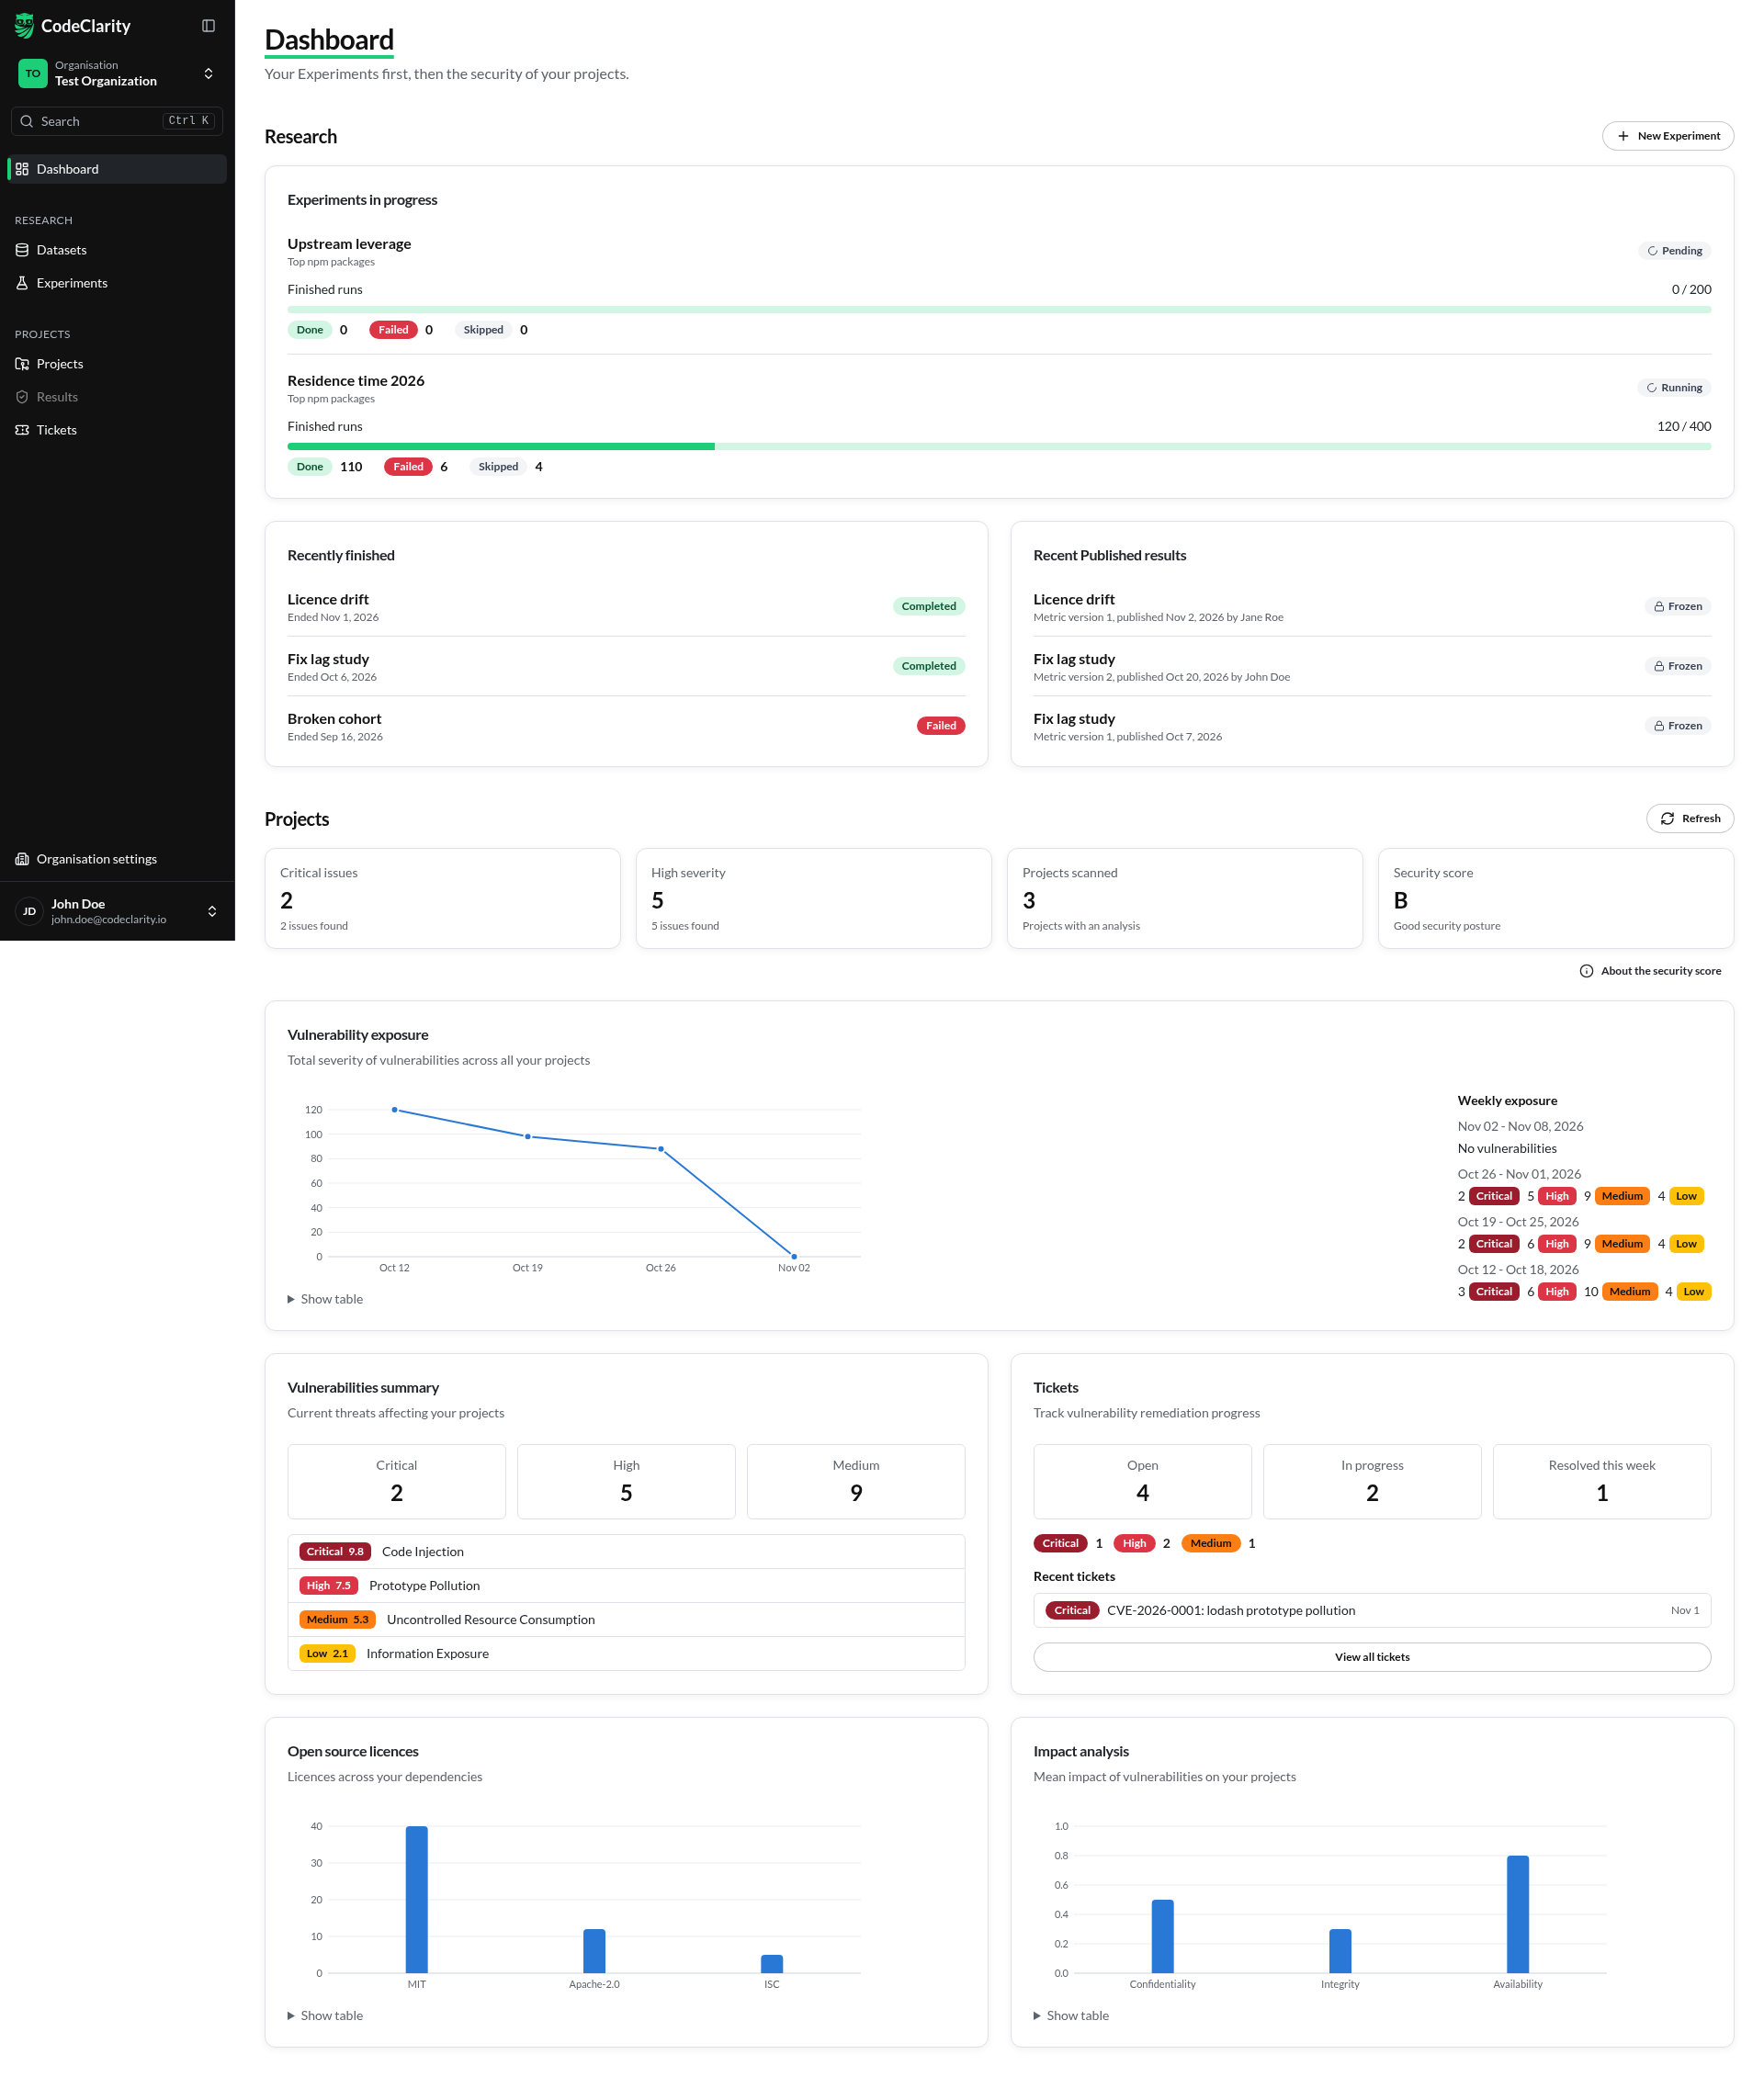 CodeClarity
TO
Organisation
Test Organization
Search
Ctrl K
Dashboard
RESEARCH
Datasets
Experiments
PROJECTS
Projects
Results
Tickets
Organisation settings
JD
John Doe
john.doe@codeclarity.io
Dashboard
Your Experiments first, then the security of your projects.
Research
New Experiment
Experiments in progress
Upstream leverage
Top npm packages
Pending
Finished runs
0 / 200
Done 0 Failed 0 Skipped 0
Residence time 2026
Top npm packages
Running
Finished runs
120 / 400
Done 110 Failed 6 Skipped 4
Recently finished
Licence drift
Ended Nov 1, 2026
Completed
Fix lag study
Ended Oct 6, 2026
Completed
Broken cohort
Ended Sep 16, 2026
Failed
Recent Published results
Licence drift
Metric version 1, published Nov 2, 2026 by Jane Roe
Frozen
Fix lag study
Metric version 2, published Oct 20, 2026 by John Doe
Frozen
Fix lag study
Metric version 1, published Oct 7, 2026
Frozen
Projects
Refresh
Critical issues
2
2 issues found
High severity
5
5 issues found
Projects scanned
3
Projects with an analysis
Security score
B
Good security posture
About the security score
Vulnerability exposure
Total severity of vulnerabilities across all your projects
120
100
80
60
40
20
0
Oct 12 Oct 19 Oct 26 Nov 02
Show table
Weekly exposure
Nov 02 - Nov 08, 2026
No vulnerabilities
Oct 26 - Nov 01, 2026
2 Critical 5 High 9 Medium 4 Low
Oct 19 - Oct 25, 2026
2 Critical 6 High 9 Medium 4 Low
Oct 12 - Oct 18, 2026
3 Critical 6 High 10 Medium 4 Low
Vulnerabilities summary
Current threats affecting your projects
Critical
2
High
5
Medium
9
Critical 9.8 Code Injection
High 7.5 Prototype Pollution
Medium 5.3 Uncontrolled Resource Consumption
Low 2.1 Information Exposure
Tickets
Track vulnerability remediation progress
Open
4
In progress
2
Resolved this week
1
Critical 1 High 2 Medium 1
Recent tickets
Critical CVE-2026-0001: lodash prototype pollution Nov 1
View all tickets
Open source licences
Licences across your dependencies
40
30
20
10
0
MIT Apache-2.0 ISC
Show table
Impact analysis
Mean impact of vulnerabilities on your projects
1.0
0.8
0.6
0.4
0.2
0.0
Confidentiality Integrity Availability
Show table